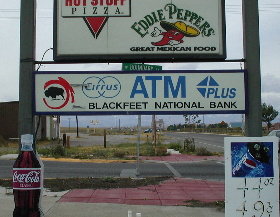 HOT STUFF
PIZZA
EDDIE PEPPERS
GREAT MEXICAN FOOD
CIRRUS
ATM
PLUS
BLACKFEET NATIONAL BANK
Coca-Cola